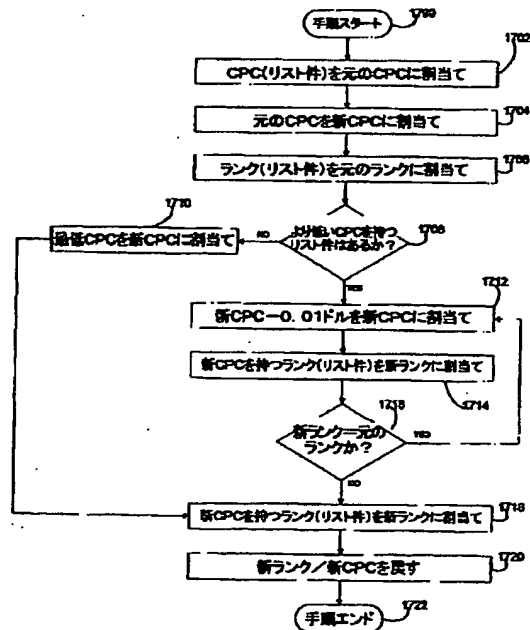 手順スタート
1700
1702
CPC(リスト件)を元のCPCに割当て
1704
元のCPCを新CPCに割当て
1706
ランク(リスト件)を元のランクに割当て
1710
最低CPCを新CPCに割当て
NO
より低いCPCを持つ
リスト件はあるか?
1708
YES
1712
新CPC-0.01ドルを新CPCに割当て
新CPCを持つランク(リスト件)を新ランクに割当て
1714
新ランク=元の
ランクか?
YES
NO
新CPCを持つランク(リスト件)を新ランクに割当て
1718
新ランク/新CPCを戻す
1720
手順エンド
1722